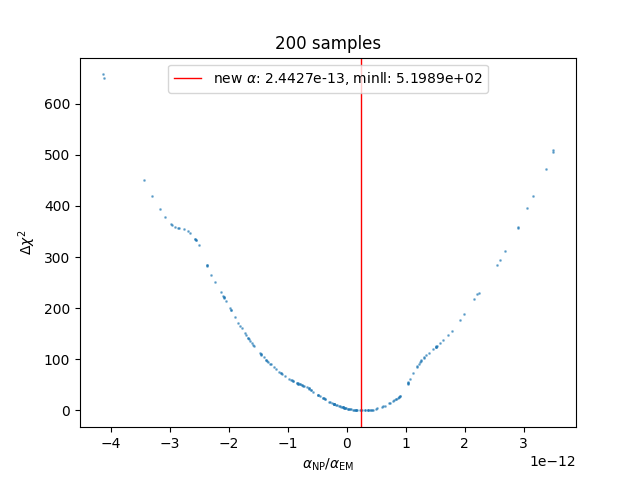 200 samples
new α: 2.4427e-13, minll: 5.1989e+02
Δχ²
600
500
400
300
200
100
0
−4 −3 −2 −1 0 1 2 3
1e−12
α_NP/α_EM